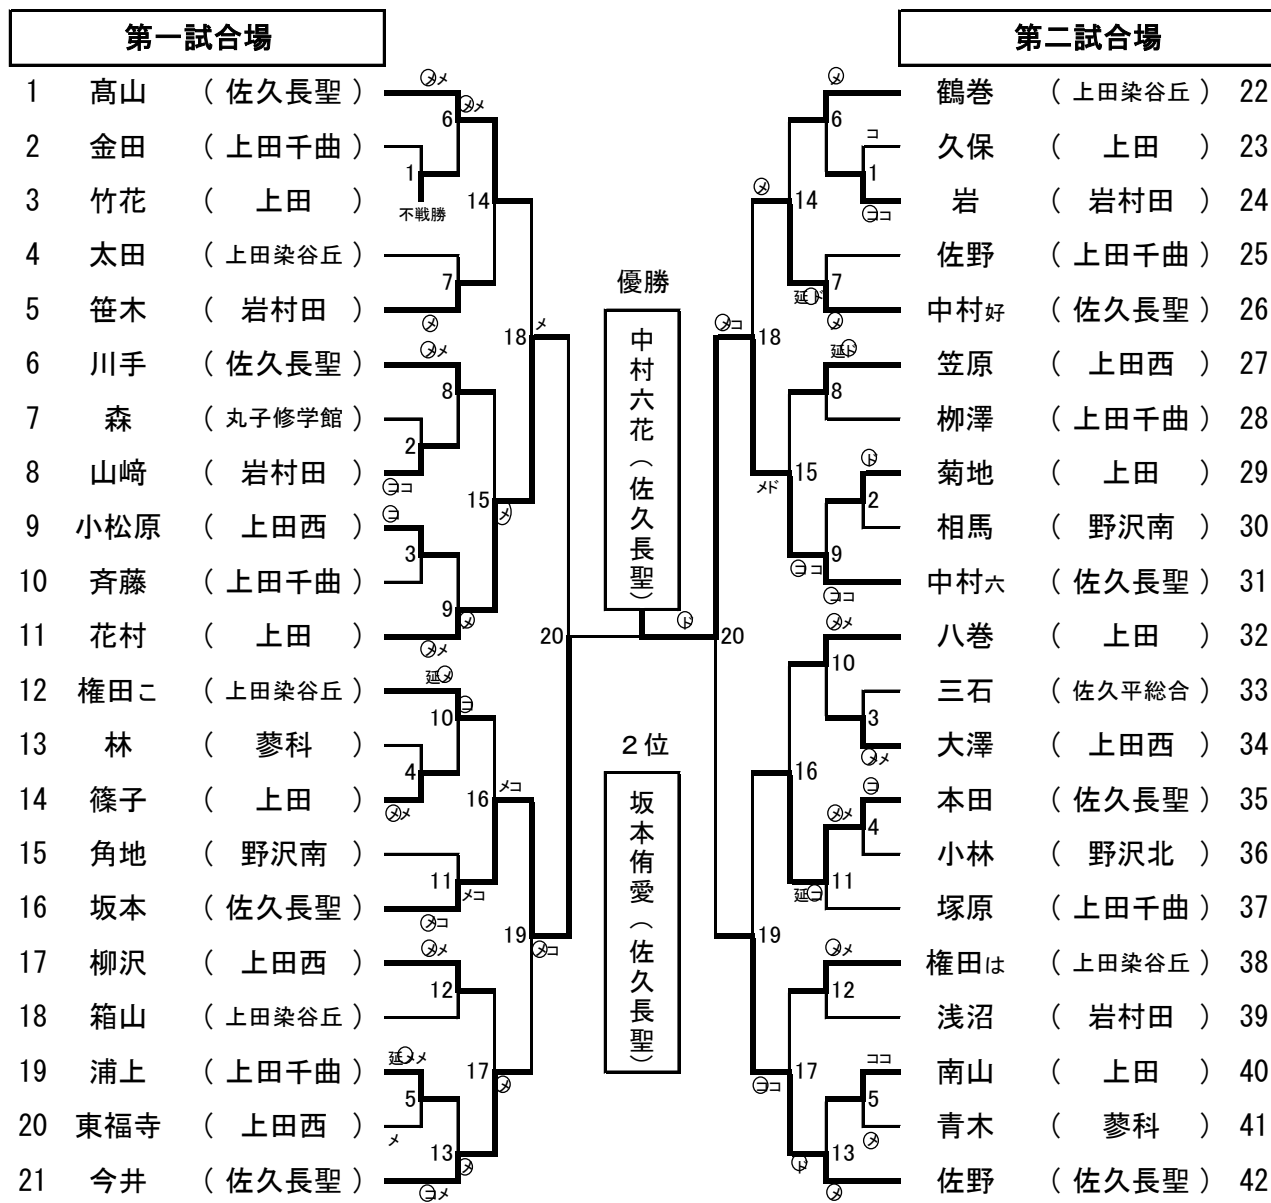 第一試合場
1 髙山 （ 佐久長聖 ）
2 金田 （ 上田千曲 ）
3 竹花 （ 上田 ）
4 太田 （ 上田染谷丘 ）
5 笹木 （ 岩村田 ）
6 川手 （ 佐久長聖 ）
7 森 （ 丸子修学館 ）
8 山﨑 （ 岩村田 ）
9 小松原 （ 上田西 ）
10 斉藤 （ 上田千曲 ）
11 花村 （ 上田 ）
12 権田こ （ 上田染谷丘 ）
13 林 （ 蓼科 ）
14 篠子 （ 上田 ）
15 角地 （ 野沢南 ）
16 坂本 （ 佐久長聖 ）
17 柳沢 （ 上田西 ）
18 箱山 （ 上田染谷丘 ）
19 浦上 （ 上田千曲 ）
20 東福寺 （ 上田西 ）
21 今井 （ 佐久長聖 ）
不戦勝
優勝
中村六花（佐久長聖）
2位
坂本侑愛（佐久長聖）
第二試合場
鶴巻 （ 上田染谷丘 ） 22
久保 （ 上田 ） 23
岩 （ 岩村田 ） 24
佐野 （ 上田千曲 ） 25
中村好 （ 佐久長聖 ） 26
笠原 （ 上田西 ） 27
栁澤 （ 上田千曲 ） 28
菊地 （ 上田 ） 29
相馬 （ 野沢南 ） 30
中村六 （ 佐久長聖 ） 31
八巻 （ 上田 ） 32
三石 （ 佐久平総合 ） 33
大澤 （ 上田西 ） 34
本田 （ 佐久長聖 ） 35
小林 （ 野沢北 ） 36
塚原 （ 上田千曲 ） 37
権田は （ 上田染谷丘 ） 38
浅沼 （ 岩村田 ） 39
南山 （ 上田 ） 40
青木 （ 蓼科 ） 41
佐野 （ 佐久長聖 ） 42